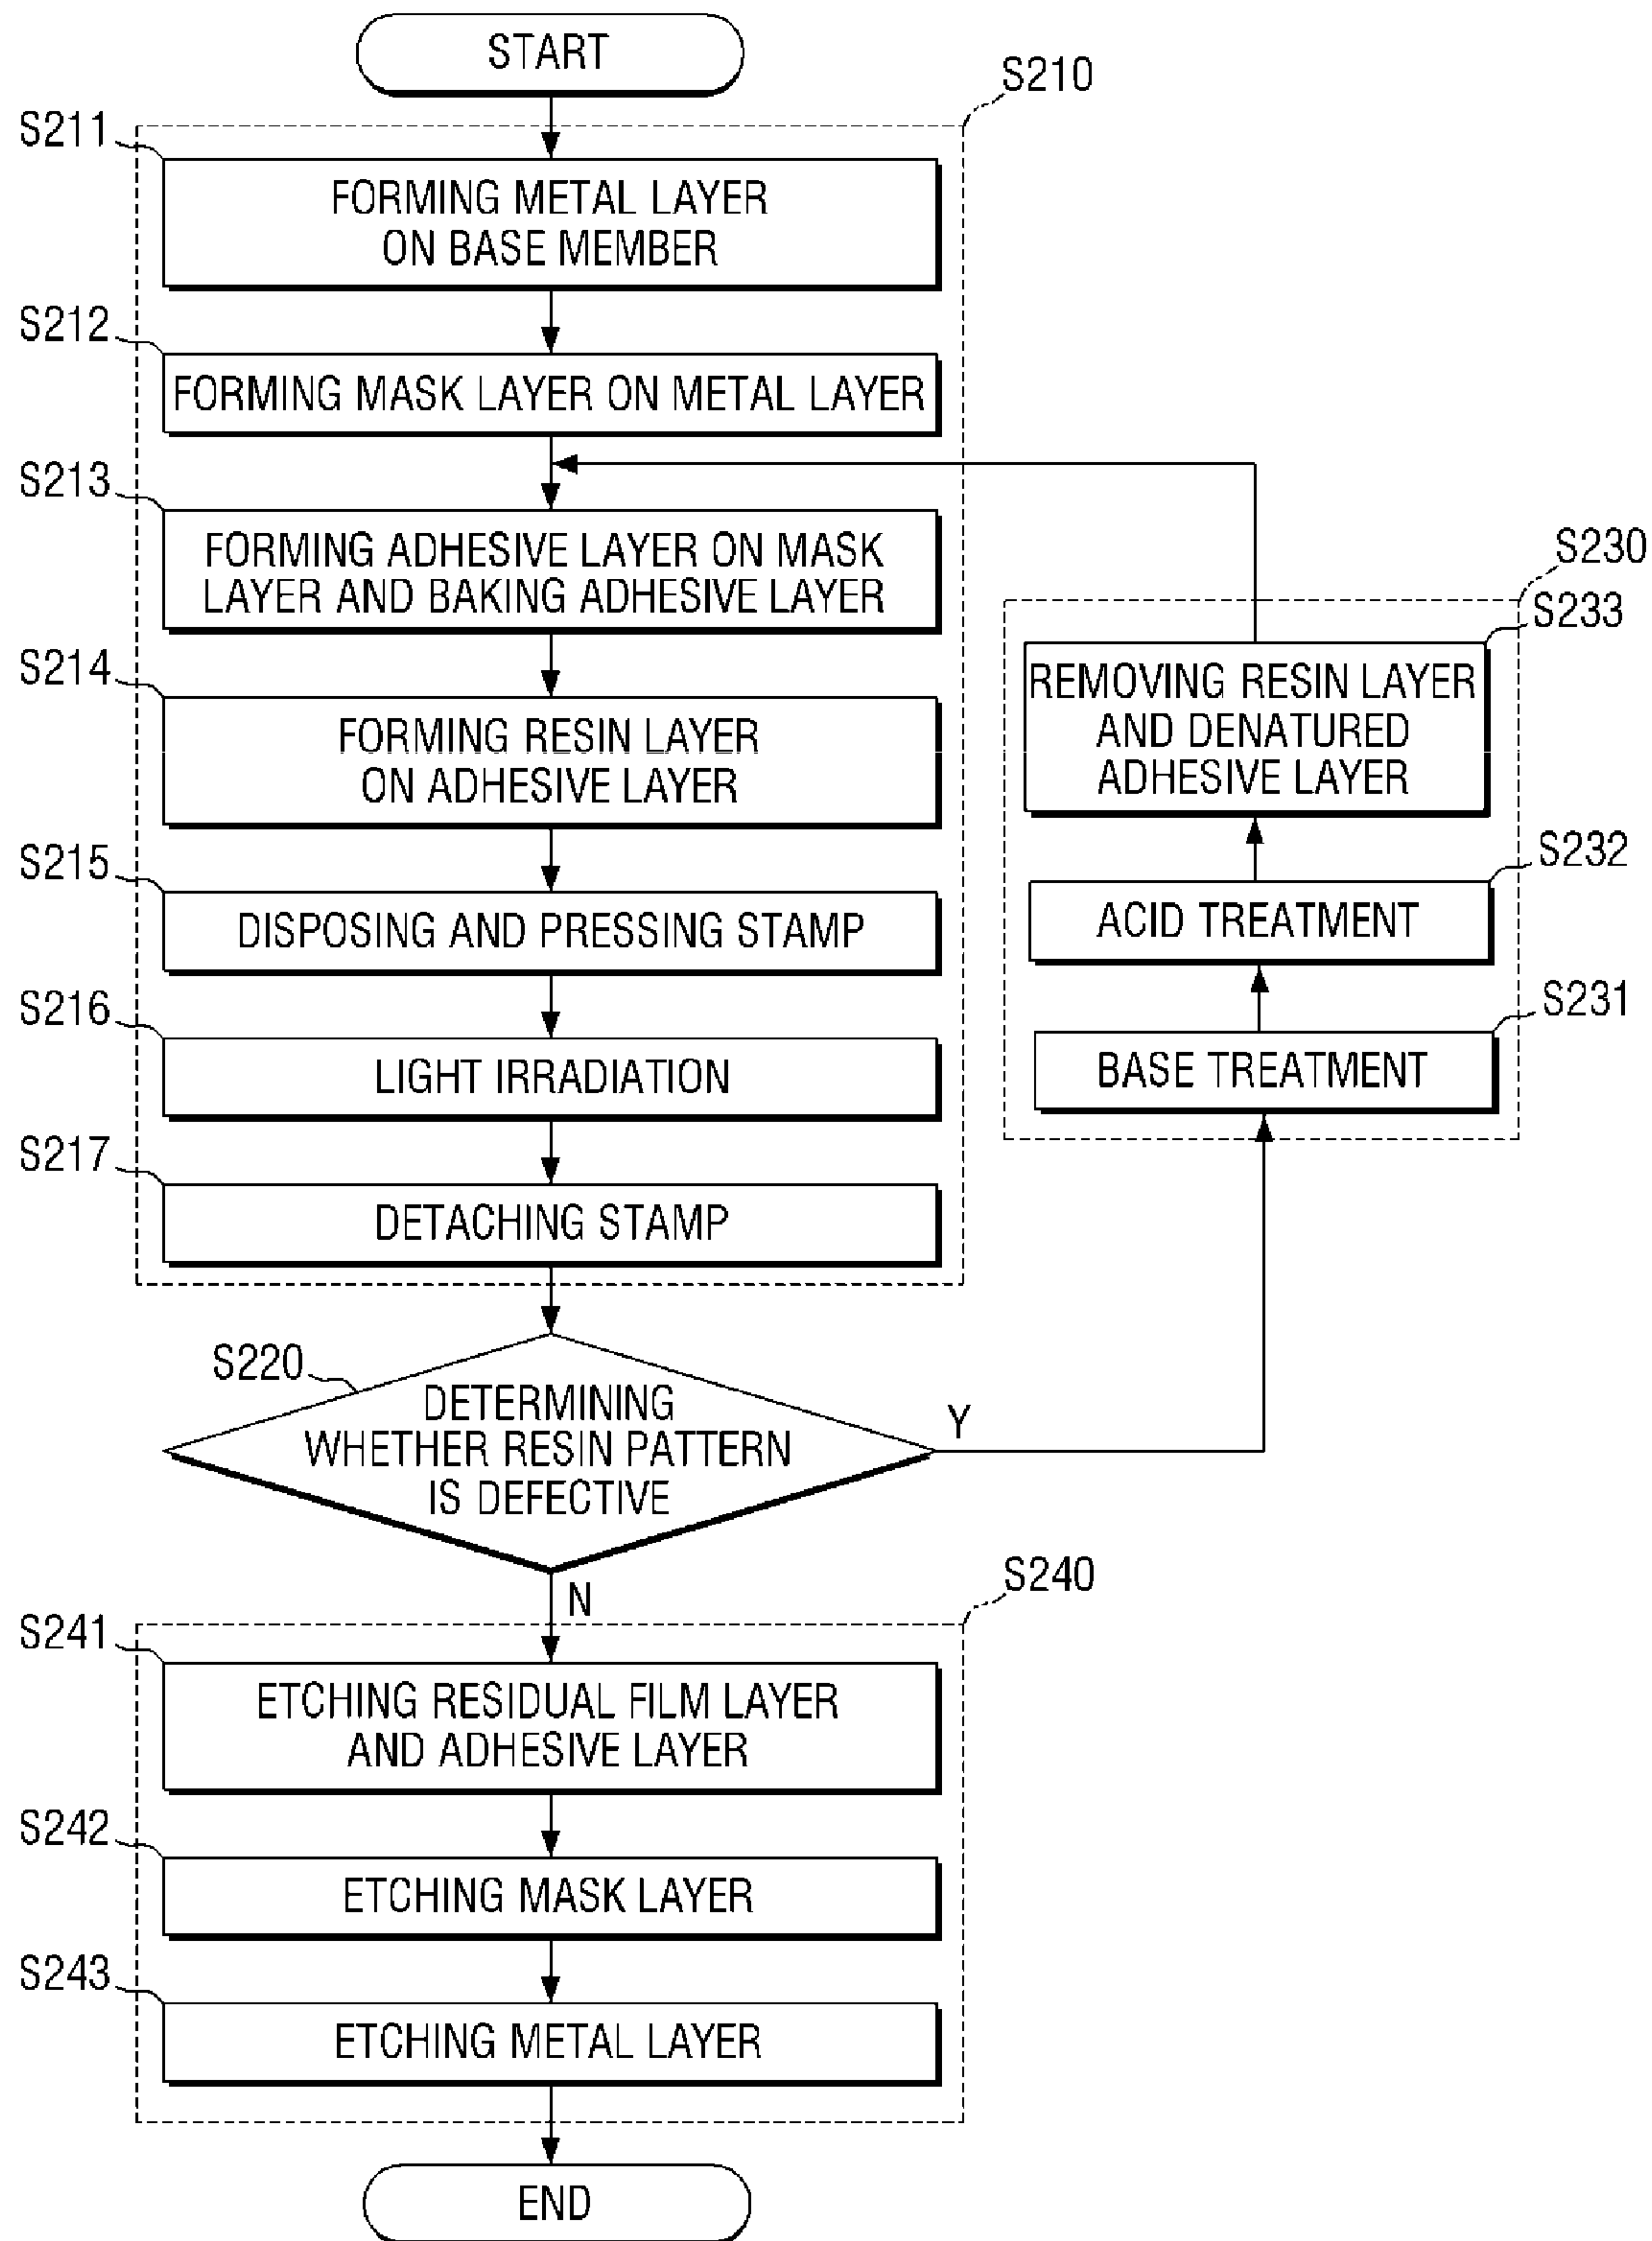 START
S210
S211
FORMING METAL LAYER
ON BASE MEMBER
S212
FORMING MASK LAYER ON METAL LAYER
S213
FORMING ADHESIVE LAYER ON MASK
LAYER AND BAKING ADHESIVE LAYER
S214
FORMING RESIN LAYER
ON ADHESIVE LAYER
S215
DISPOSING AND PRESSING STAMP
S216
LIGHT IRRADIATION
S217
DETACHING STAMP
S220
DETERMINING
WHETHER RESIN PATTERN
IS DEFECTIVE
Y
N
S230
S233
REMOVING RESIN LAYER
AND DENATURED
ADHESIVE LAYER
S232
ACID TREATMENT
S231
BASE TREATMENT
S240
S241
ETCHING RESIDUAL FILM LAYER
AND ADHESIVE LAYER
S242
ETCHING MASK LAYER
S243
ETCHING METAL LAYER
END